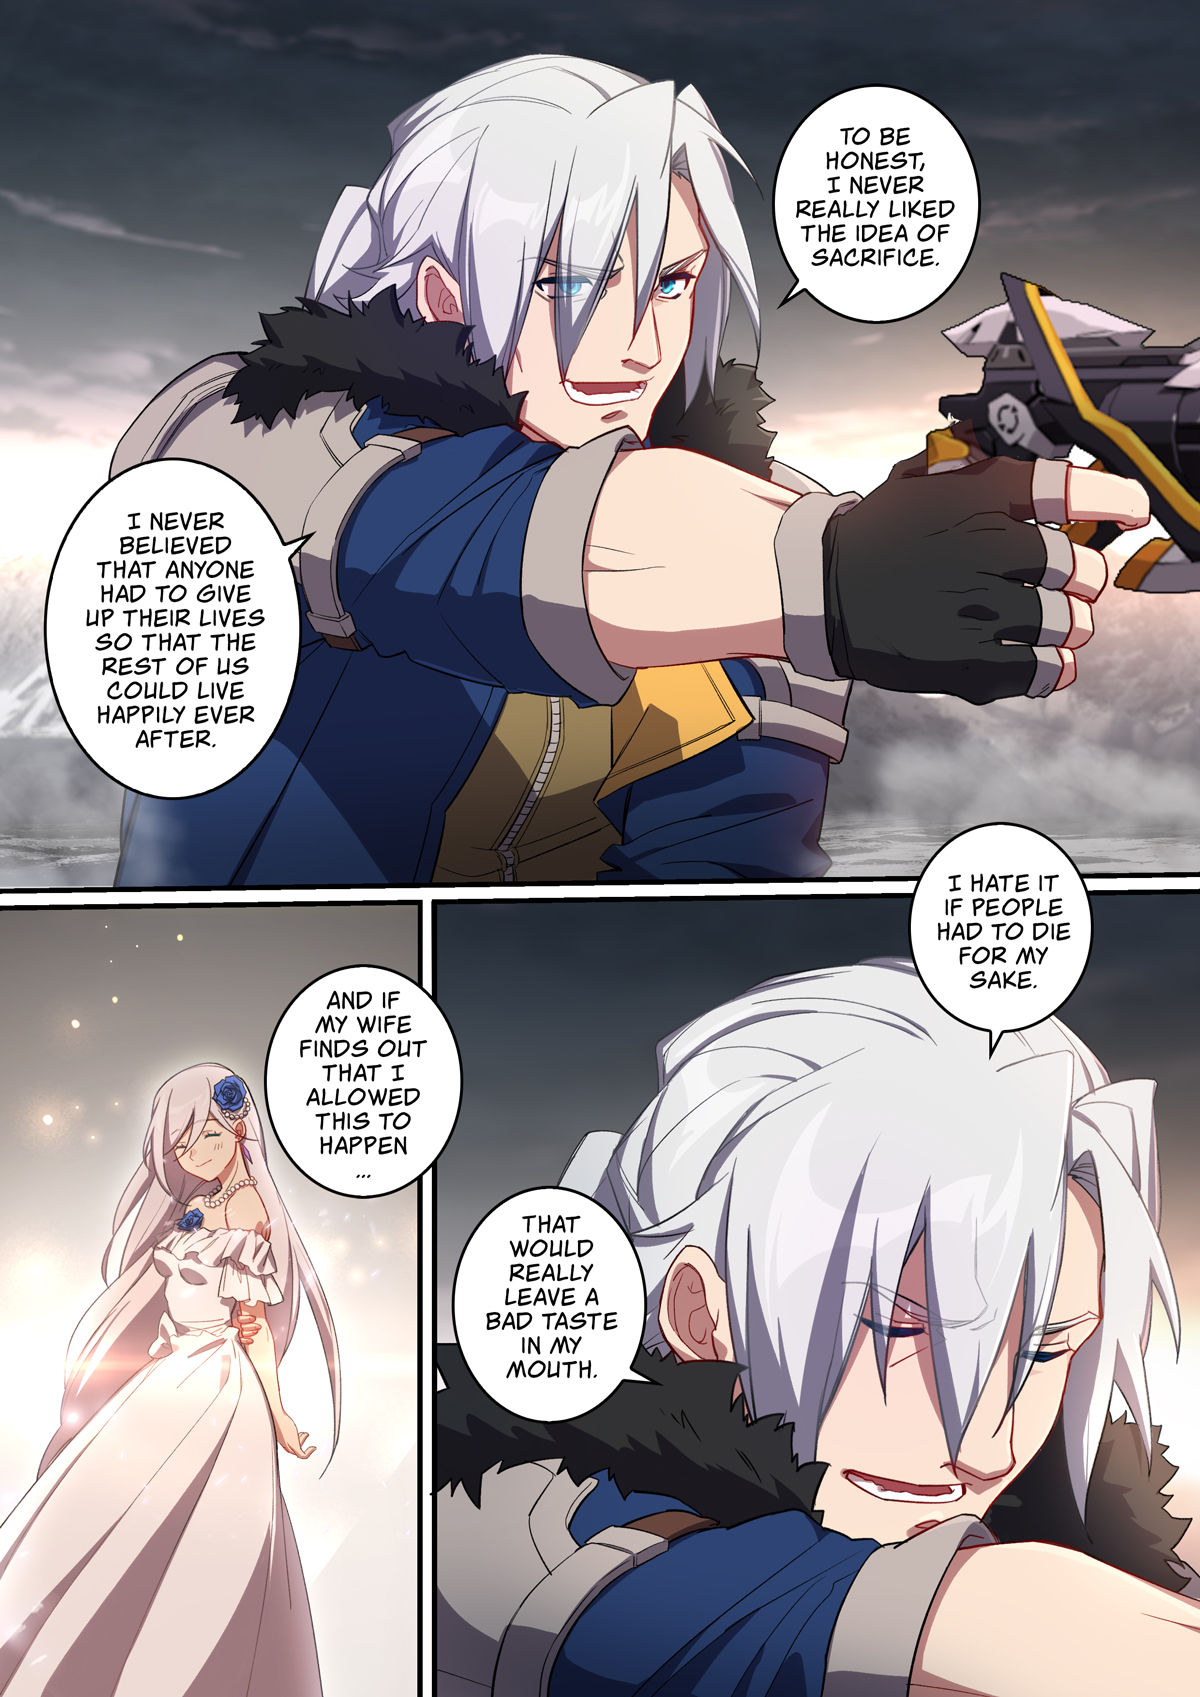 TO BE
HONEST,
I NEVER
REALLY LIKED
THE IDEA OF
SACRIFICE.
I NEVER
BELIEVED
THAT ANYONE
HAD TO GIVE
UP THEIR LIVES
SO THAT THE
REST OF US
COULD LIVE
HAPPILY EVER
AFTER.
I HATE IT
IF PEOPLE
HAD TO DIE
FOR MY
SAKE.
AND IF
MY WIFE
FINDS OUT
THAT I
ALLOWED
THIS TO
HAPPEN
...
THAT
WOULD
REALLY
LEAVE A
BAD TASTE
IN MY
MOUTH.